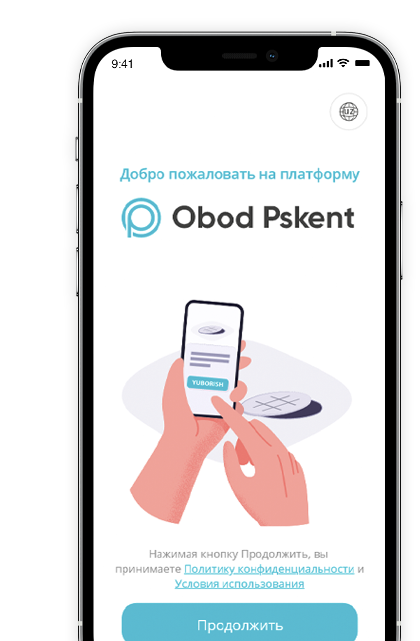 9:41
UZ
Добро пожаловать на платформу
Obod Pskent
YUBORISH
Нажимая кнопку Продолжить, вы
принимаете Политику конфиденциальности и
Условия использования
Продолжить